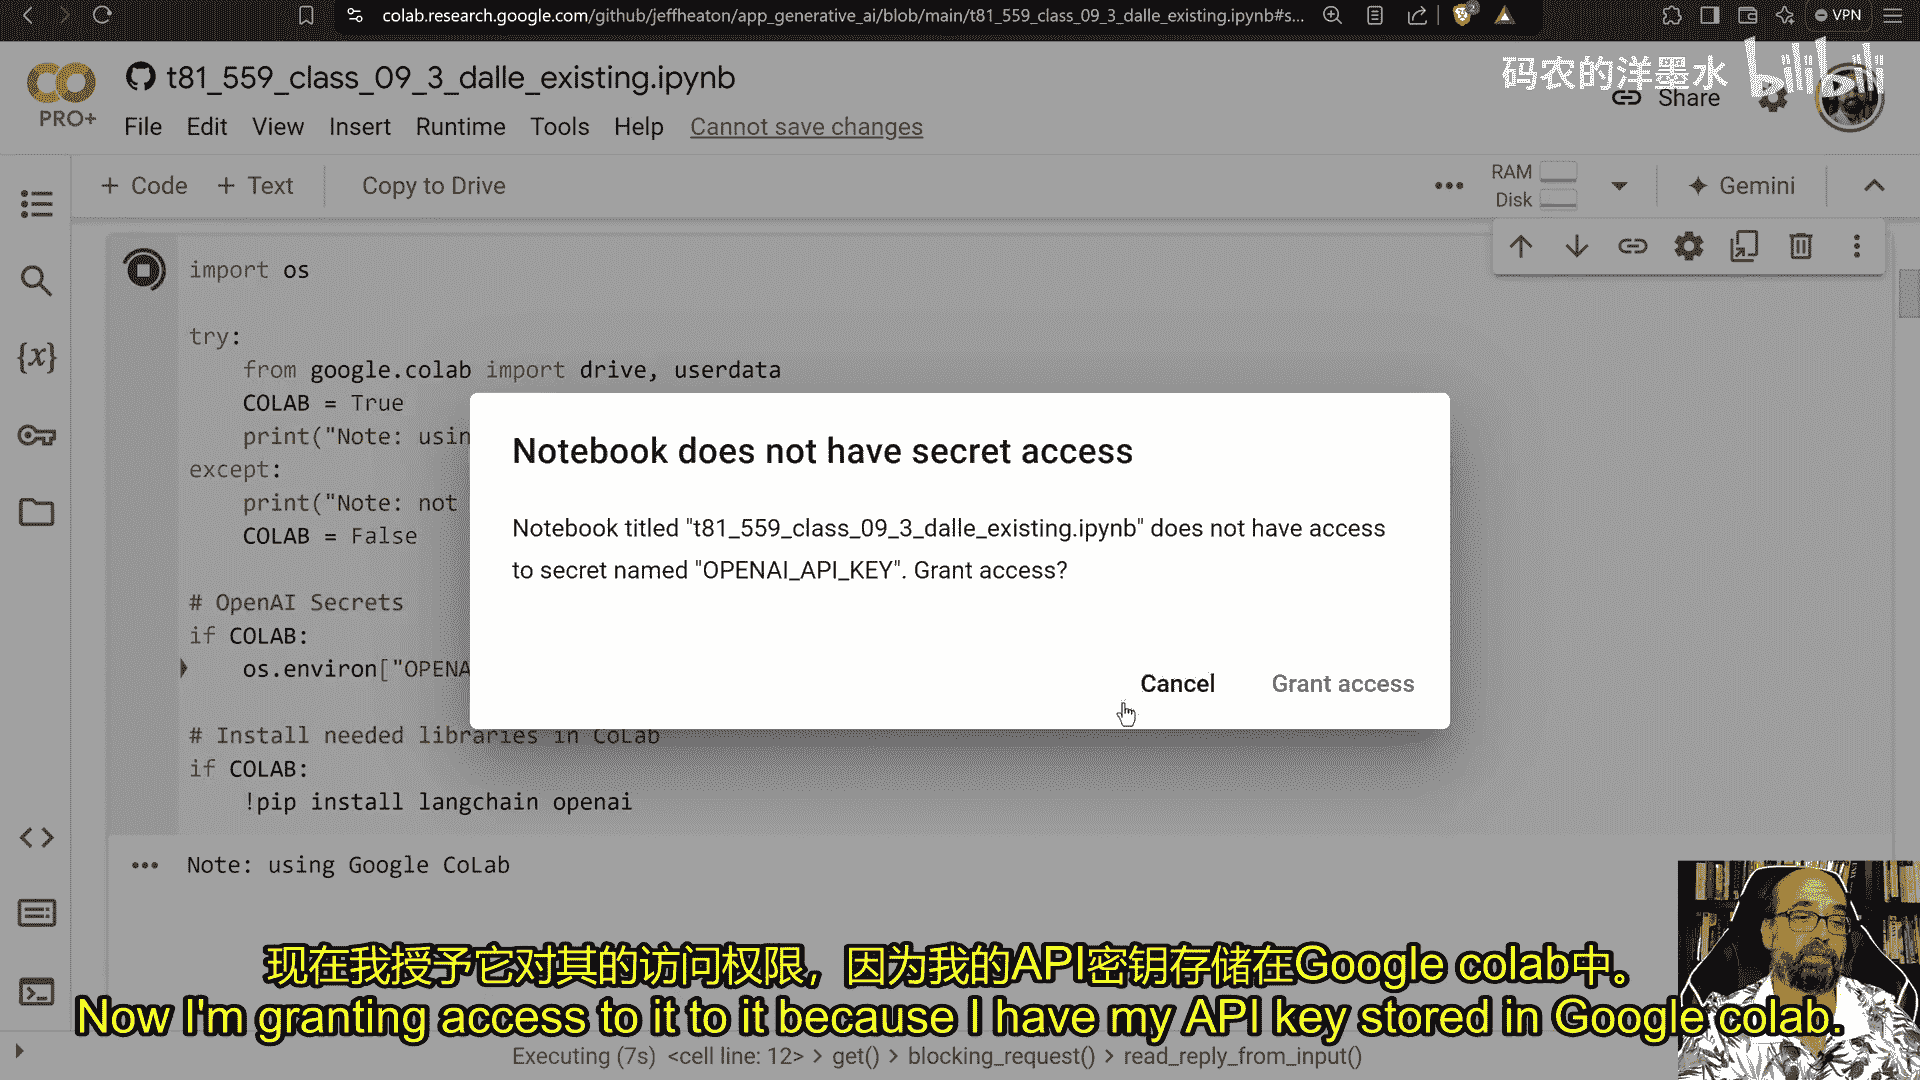 colab.research.google.com/github/jeffheaton/app_generative_ai/blob/main/t81_559_class_09_3_dalle_existing.ipynb#s...
2
VPN
码农的洋墨水 bilibili
CO
PRO+
t81_559_class_09_3_dalle_existing.ipynb
Share
File Edit View Insert Runtime Tools Help Cannot save changes
+ Code + Text Copy to Drive
RAM
Disk
Gemini
import os
try:
from google.colab import drive, userdata
COLAB = True
print("Note: usin
except:
print("Note: not
COLAB = False
# OpenAI Secrets
if COLAB:
os.environ["OPENA
# Install needed libraries in CoLab
if COLAB:
!pip install langchain openai
Notebook does not have secret access
Notebook titled "t81_559_class_09_3_dalle_existing.ipynb" does not have access
to secret named "OPENAI_API_KEY". Grant access?
Cancel Grant access
Note: using Google CoLab
现在我授予它对其的访问权限，因为我的API密钥存储在Google colab中。
Now I'm granting access to it to it because I have my API key stored in Google colab.
Executing (7s) <cell line: 12> > get() > blocking_request() > read_reply_from_input()